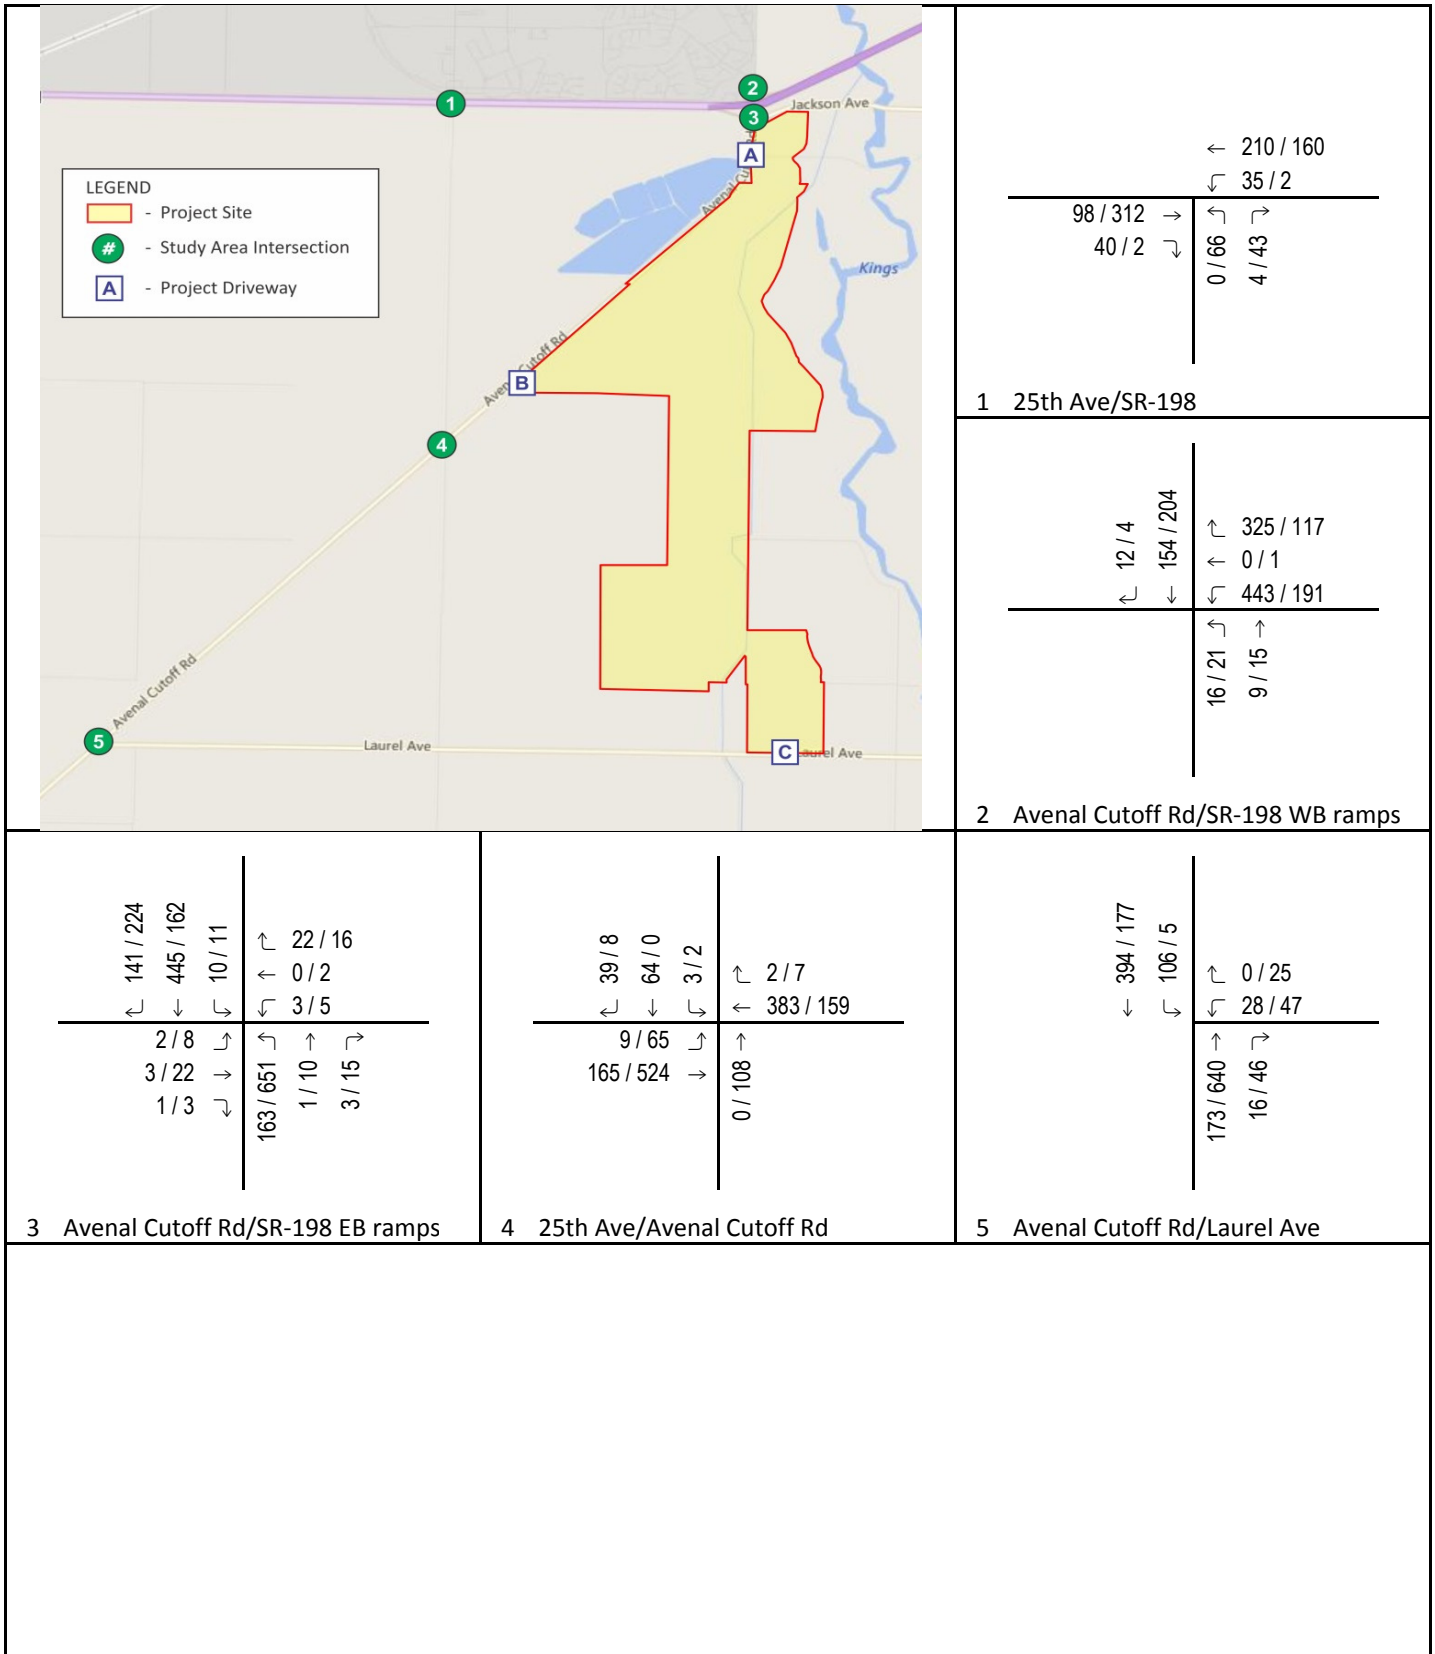 2
1
3
Jackson Ave
A
LEGEND
- Project Site
# - Study Area Intersection
A - Project Driveway
Avenal Cu
Kings
Avenal Cutoff Rd
B
4
Avenal Cutoff Rd
5
Laurel Ave
C
Laurel Ave
← 210 / 160
35 / 2
98 / 312 →
40 / 2
0 / 66
4 / 43
1 25th Ave/SR-198
12 / 4
154 / 204
325 / 117
← 0 / 1
443 / 191
16 / 21
9 / 15
2 Avenal Cutoff Rd/SR-198 WB ramps
141 / 224
445 / 162
10 / 11
22 / 16
← 0 / 2
3 / 5
2 / 8
3 / 22 →
1 / 3
163 / 651
1 / 10
3 / 15
3 Avenal Cutoff Rd/SR-198 EB ramps
39 / 8
64 / 0
3 / 2
2 / 7
← 383 / 159
9 / 65
165 / 524 →
0 / 108
4 25th Ave/Avenal Cutoff Rd
394 / 177
106 / 5
0 / 25
28 / 47
173 / 640
16 / 46
5 Avenal Cutoff Rd/Laurel Ave